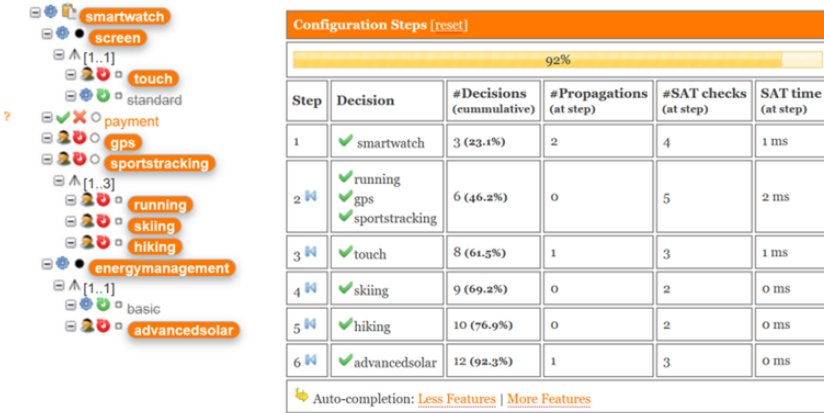 smartwatch
screen
[1..1]
touch
standard
? payment
gps
sportstracking
[1..3]
running
skiing
hiking
energymanagement
[1..1]
basic
advancedsolar
Configuration Steps [reset]
92%
Step Decision #Decisions (cummulative) #Propagations (at step) #SAT checks (at step) SAT time (at step)
1 smartwatch 3 (23.1%) 2 4 1 ms
running
2 gps 6 (46.2%) 0 5 2 ms
sportstracking
3 touch 8 (61.5%) 1 3 1 ms
4 skiing 9 (69.2%) 0 2 0 ms
5 hiking 10 (76.9%) 0 2 0 ms
6 advancedsolar 12 (92.3%) 1 3 0 ms
Auto-completion: Less Features | More Features